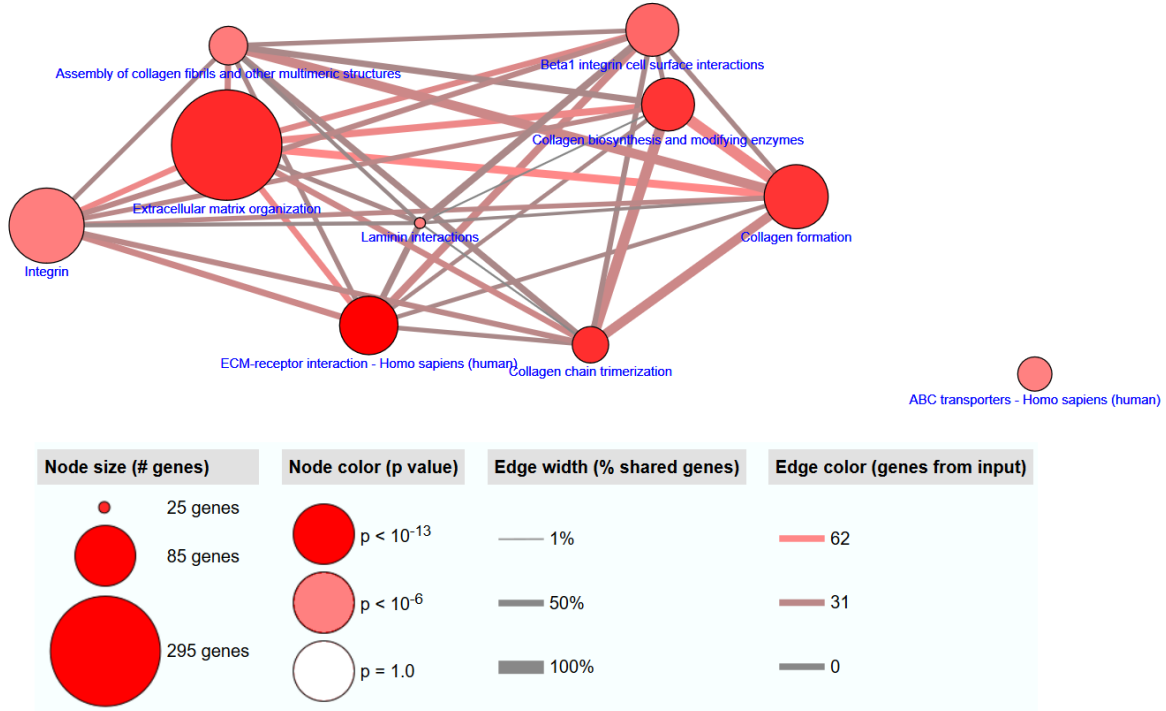 Assembly of collagen fibrils and other multimeric structures
Beta1 integrin cell surface interactions
Collagen biosynthesis and modifying enzymes
Extracellular matrix organization
Laminin interactions
Collagen formation
Integrin
ECM-receptor interaction - Homo sapiens (human)
Collagen chain trimerization
ABC transporters - Homo sapiens (human)
Node size (# genes)
25 genes
85 genes
295 genes
Node color (p value)
p < 10-13
p < 10-6
p = 1.0
Edge width (% shared genes)
1%
50%
100%
Edge color (genes from input)
62
31
0